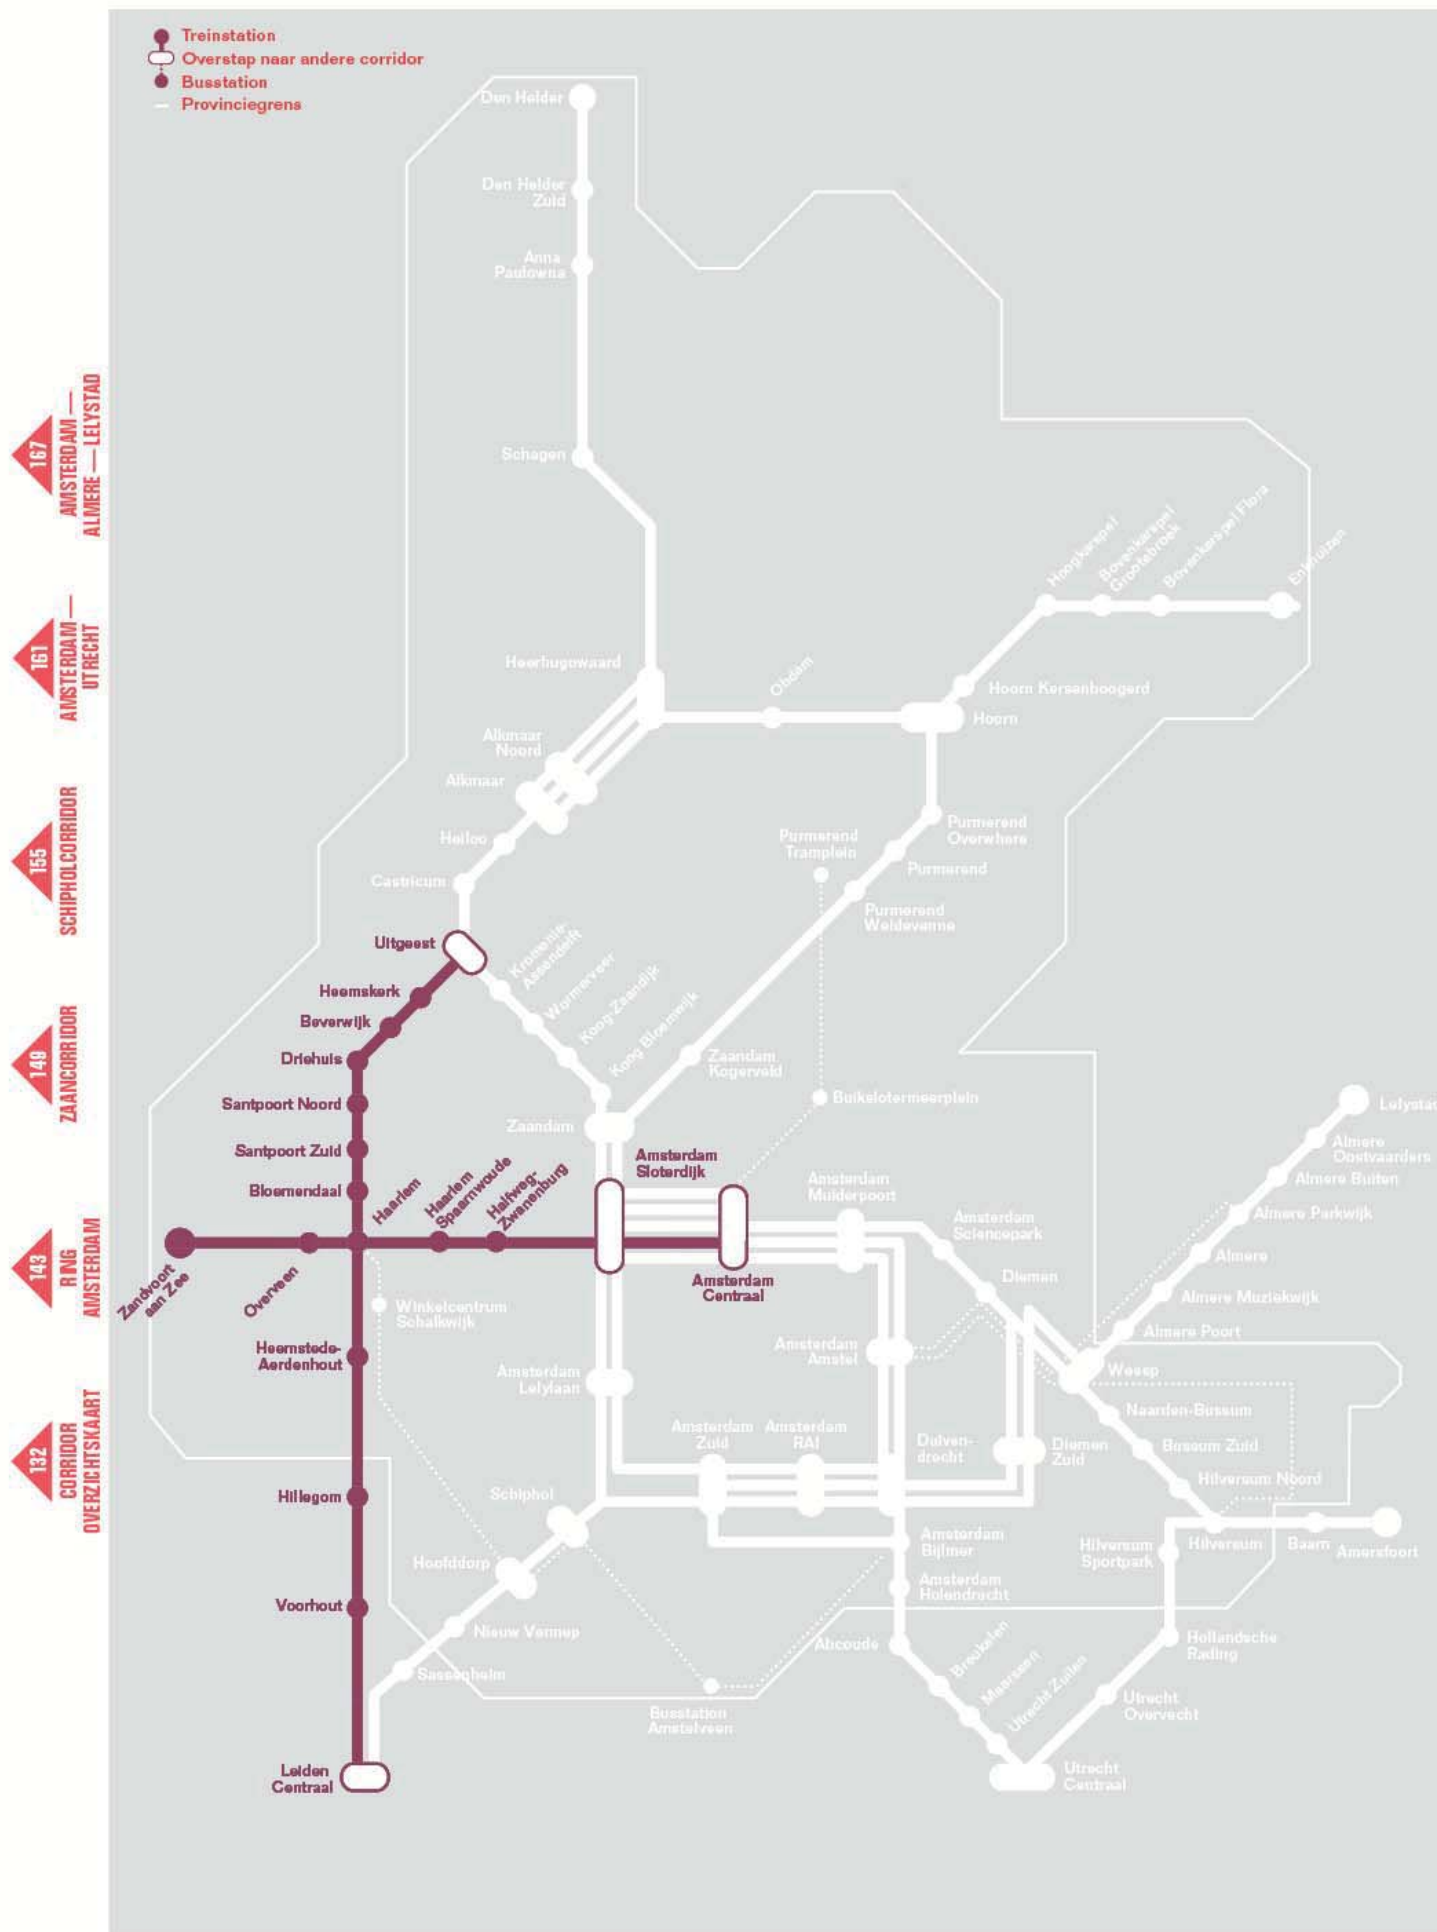 Treinstation
Overstap naar andere corridor
Busstation
Provinciegrens
167
AMSTERDAM —
ALMERE — LELYSTAD
161
AMSTERDAM —
UTRECHT
155
SCHIPHOLCORRIDOR
149
ZAANCORRIDOR
143
RING
AMSTERDAM
132
CORRIDOR
OVERZICHTSKAART
Den Helder
Den Helder
Zuid
Anna
Paulowna
Schagen
Hoogkarspel
Bovenkarspel
Grootebroek
Bovenkarspel Flora
Enkhuizen
Heerhugowaard
Obdam
Hoorn Kersenboogerd
Hoorn
Alkmaar
Noord
Alkmaar
Heiloo
Castricum
Purmerend
Overwhere
Purmerend
Tramplein
Purmerend
Purmerend
Weidevenne
Uitgeest
Krommenie-
Assendelft
Wormerveer
Koog-Zaandijk
Koog Bloemwijk
Heemskerk
Beverwijk
Driehuis
Zaandam
Kogerveld
Santpoort Noord
Buikslotermeerplein
Lelystad
Zaandam
Santpoort Zuid
Amsterdam
Sloterdijk
Almere
Oostvaarders
Almere Buiten
Bloemendaal
Haarlem
Haarlem
Spaarnwoude
Halfweg-
Zwanenburg
Amsterdam
Muiderpoort
Amsterdam
Sciencepark
Almere Parkwijk
Almere
Zandvoort
aan Zee
Overveen
Amsterdam
Centraal
Diemen
Almere Muziekwijk
Winkelcentrum
Schalkwijk
Almere Poort
Heemstede-
Aerdenhout
Amsterdam
Lelylaan
Amsterdam
Amstel
Weesp
Naarden-Bussum
Amsterdam
Zuid
Amsterdam
RAI
Duiven-
drecht
Diemen
Zuid
Bussum Zuid
Hilversum Noord
Hillegom
Schiphol
Amsterdam
Bijlmer
Hilversum
Sportpark
Hilversum
Baarn
Amersfoort
Hoofddorp
Amsterdam
Holendrecht
Voorhout
Nieuw Vennep
Abcoude
Hollandsche
Rading
Sassenheim
Breukelen
Maarssen
Utrecht Zuilen
Utrecht
Overvecht
Busstation
Amstelveen
Leiden
Centraal
Utrecht
Centraal